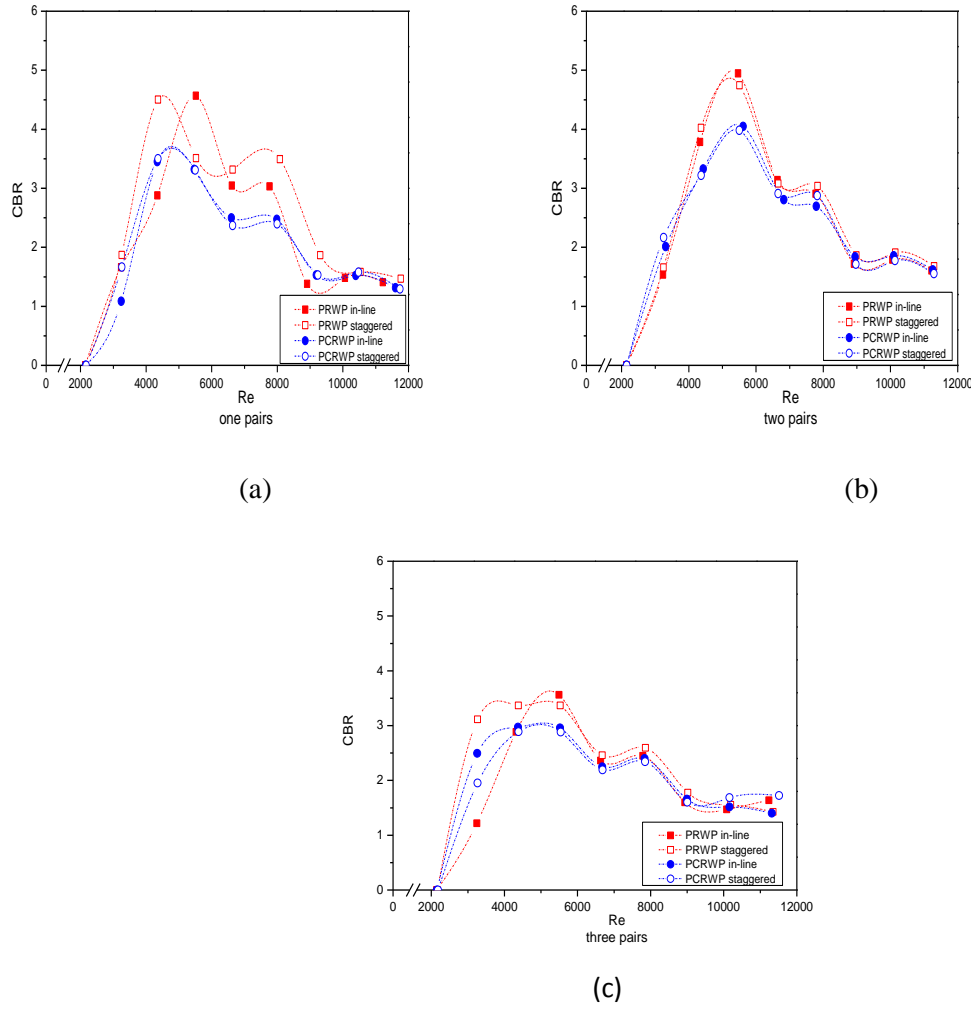 6
5
4
3
2
1
0
CBR
0 2000 4000 6000 8000 10000 12000
Re
one pairs
PRWP in-line
PRWP staggered
PCRWP in-line
PCRWP staggered
(a)
6
5
4
3
2
1
0
CBR
0 2000 4000 6000 8000 10000 12000
Re
two pairs
PRWP in-line
PRWP staggered
PCRWP in-line
PCRWP staggered
(b)
6
5
4
3
2
1
0
CBR
0 2000 4000 6000 8000 10000 12000
Re
three pairs
PRWP in-line
PRWP staggered
PCRWP in-line
PCRWP staggered
(c)